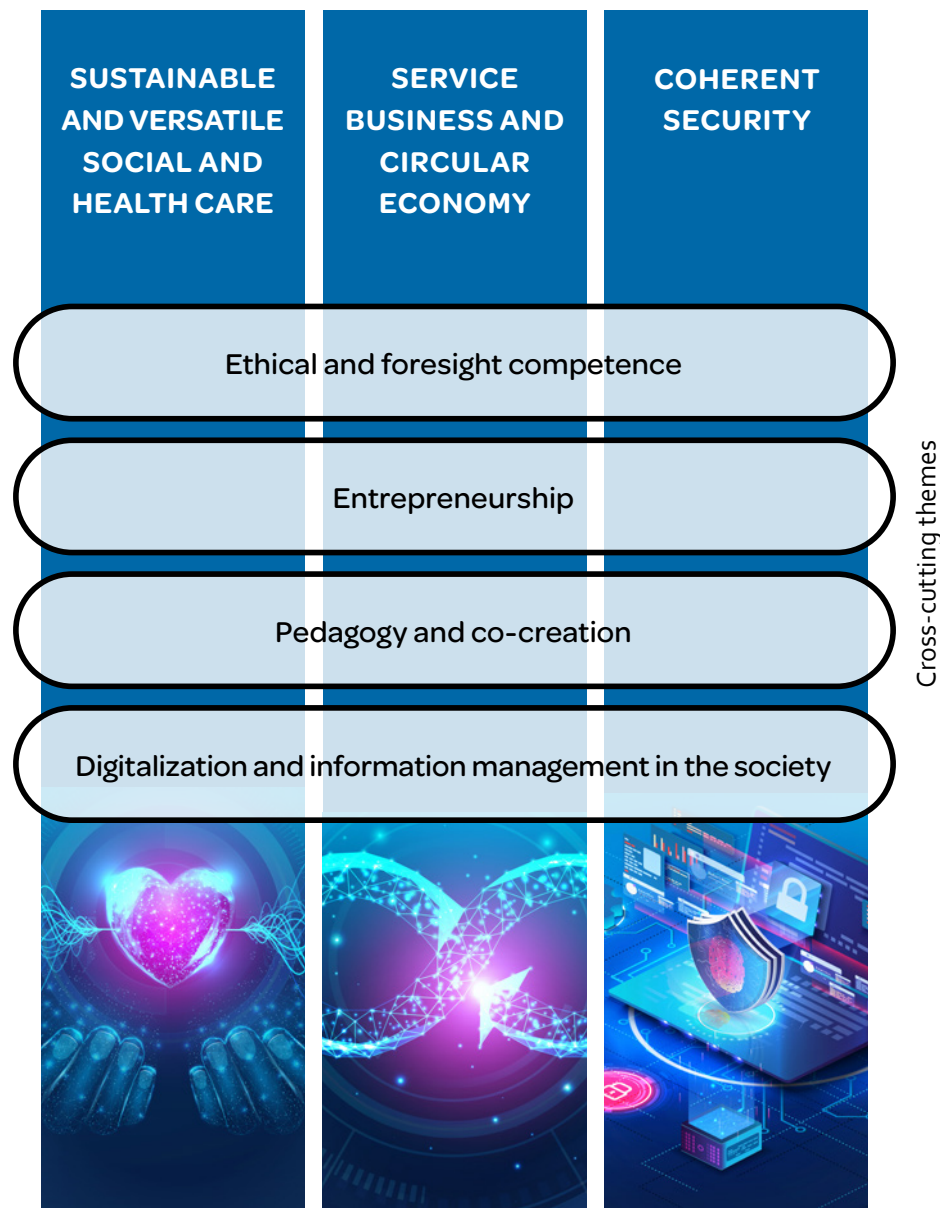 SUSTAINABLE
AND VERSATILE
SOCIAL AND
HEALTH CARE
SERVICE
BUSINESS AND
CIRCULAR
ECONOMY
COHERENT
SECURITY
Ethical and foresight competence
Entrepreneurship
Pedagogy and co-creation
Digitalization and information management in the society
Cross-cutting themes